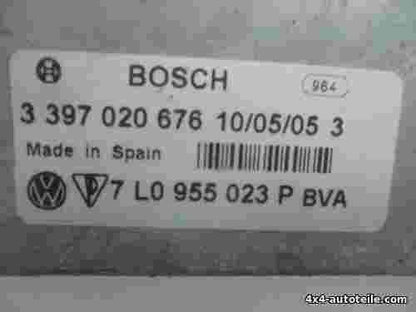 BOSCH 964
3 397 020 676 10/05/05 3
Made in Spain
7 L0 955 023 P BVA
4x4-autoteile.com